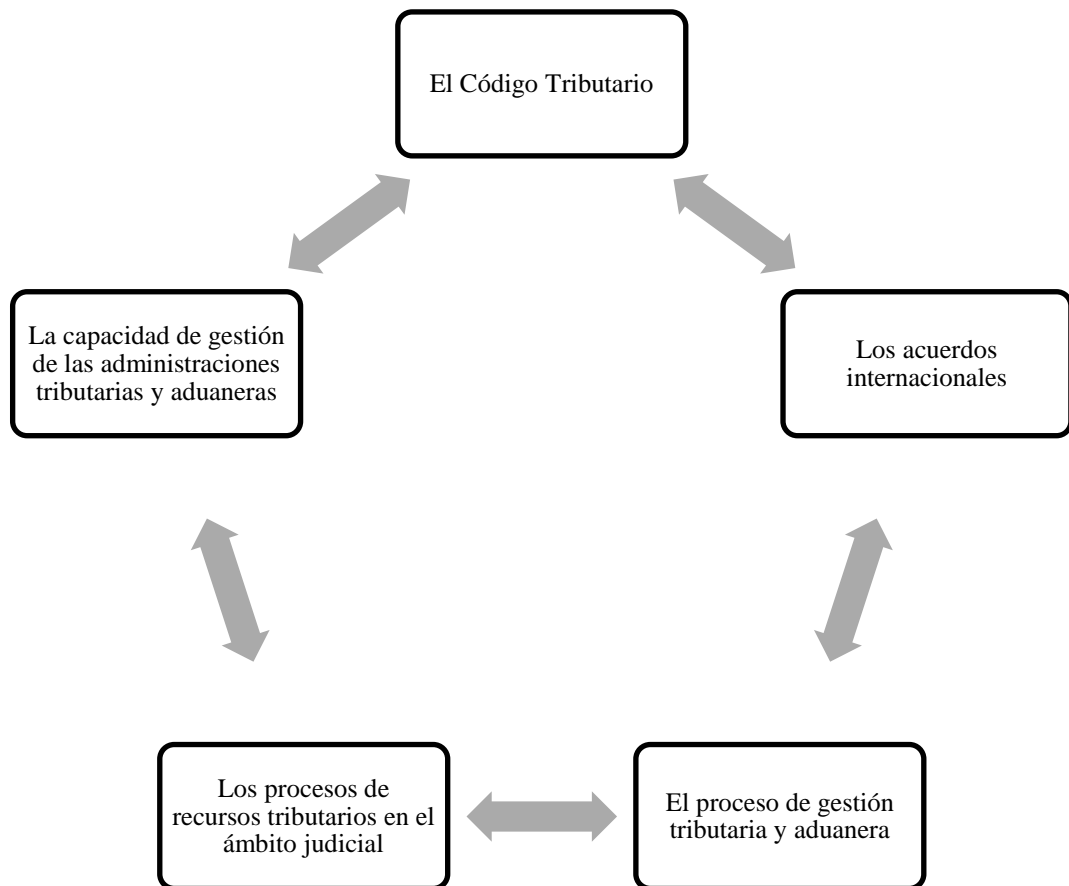 El Código Tributario
La capacidad de gestión
de las administraciones
tributarias y aduaneras
Los acuerdos
internacionales
Los procesos de
recursos tributarios en el
ámbito judicial
El proceso de gestión
tributaria y aduanera